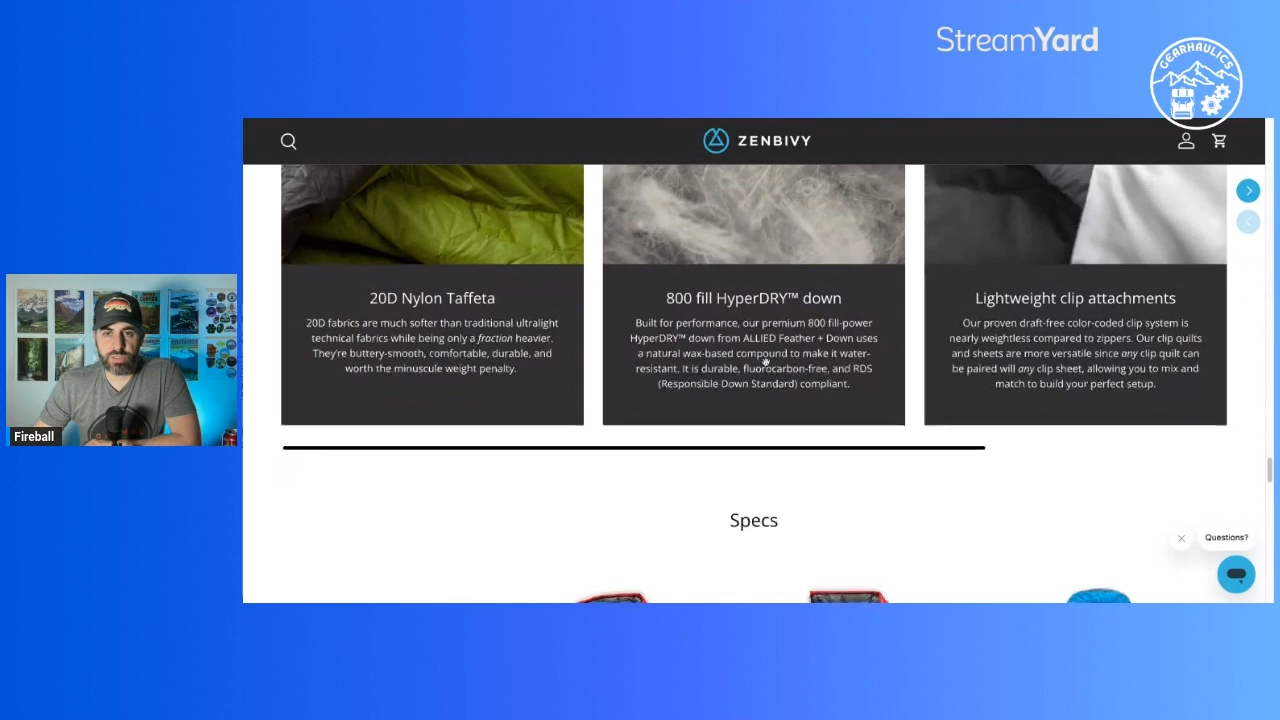 StreamYard
GEARHAULICS
ZENBIVY
20D Nylon Taffeta
20D fabrics are much softer than traditional ultralight
technical fabrics while being only a fraction heavier.
They're buttery-smooth, comfortable, durable, and
worth the minuscule weight penalty.
800 fill HyperDRY™ down
Built for performance, our premium 800 fill-power
HyperDRY™ down from ALLIED Feather + Down uses
a natural wax-based compound to make it water-
resistant. It is durable, fluorocarbon-free, and RDS
(Responsible Down Standard) compliant.
Lightweight clip attachments
Our proven draft-free color-coded clip system is
nearly weightless compared to zippers. Our clip quilts
and sheets are more versatile since any clip quilt can
be paired will any clip sheet, allowing you to mix and
match to build your perfect setup.
Fireball
Specs
Questions?